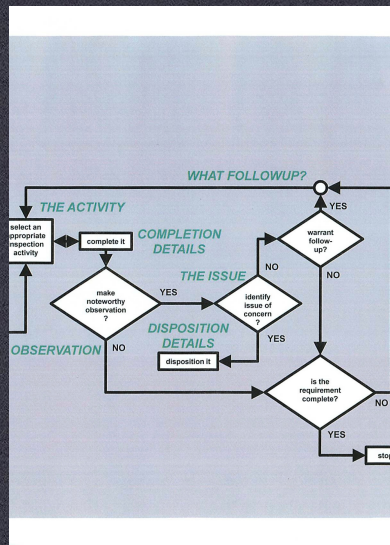 WHAT FOLLOWUP?
YES
THE ACTIVITY
select an
appropriate
inspection
activity
complete it
COMPLETION
DETAILS
warrant
follow-
up?
NO
THE ISSUE
NO
make
noteworthy
observation
?
YES
identify
issue of
concern
?
DISPOSITION
DETAILS
YES
OBSERVATION
NO
disposition it
is the
requirement
complete?
NO
YES
stop